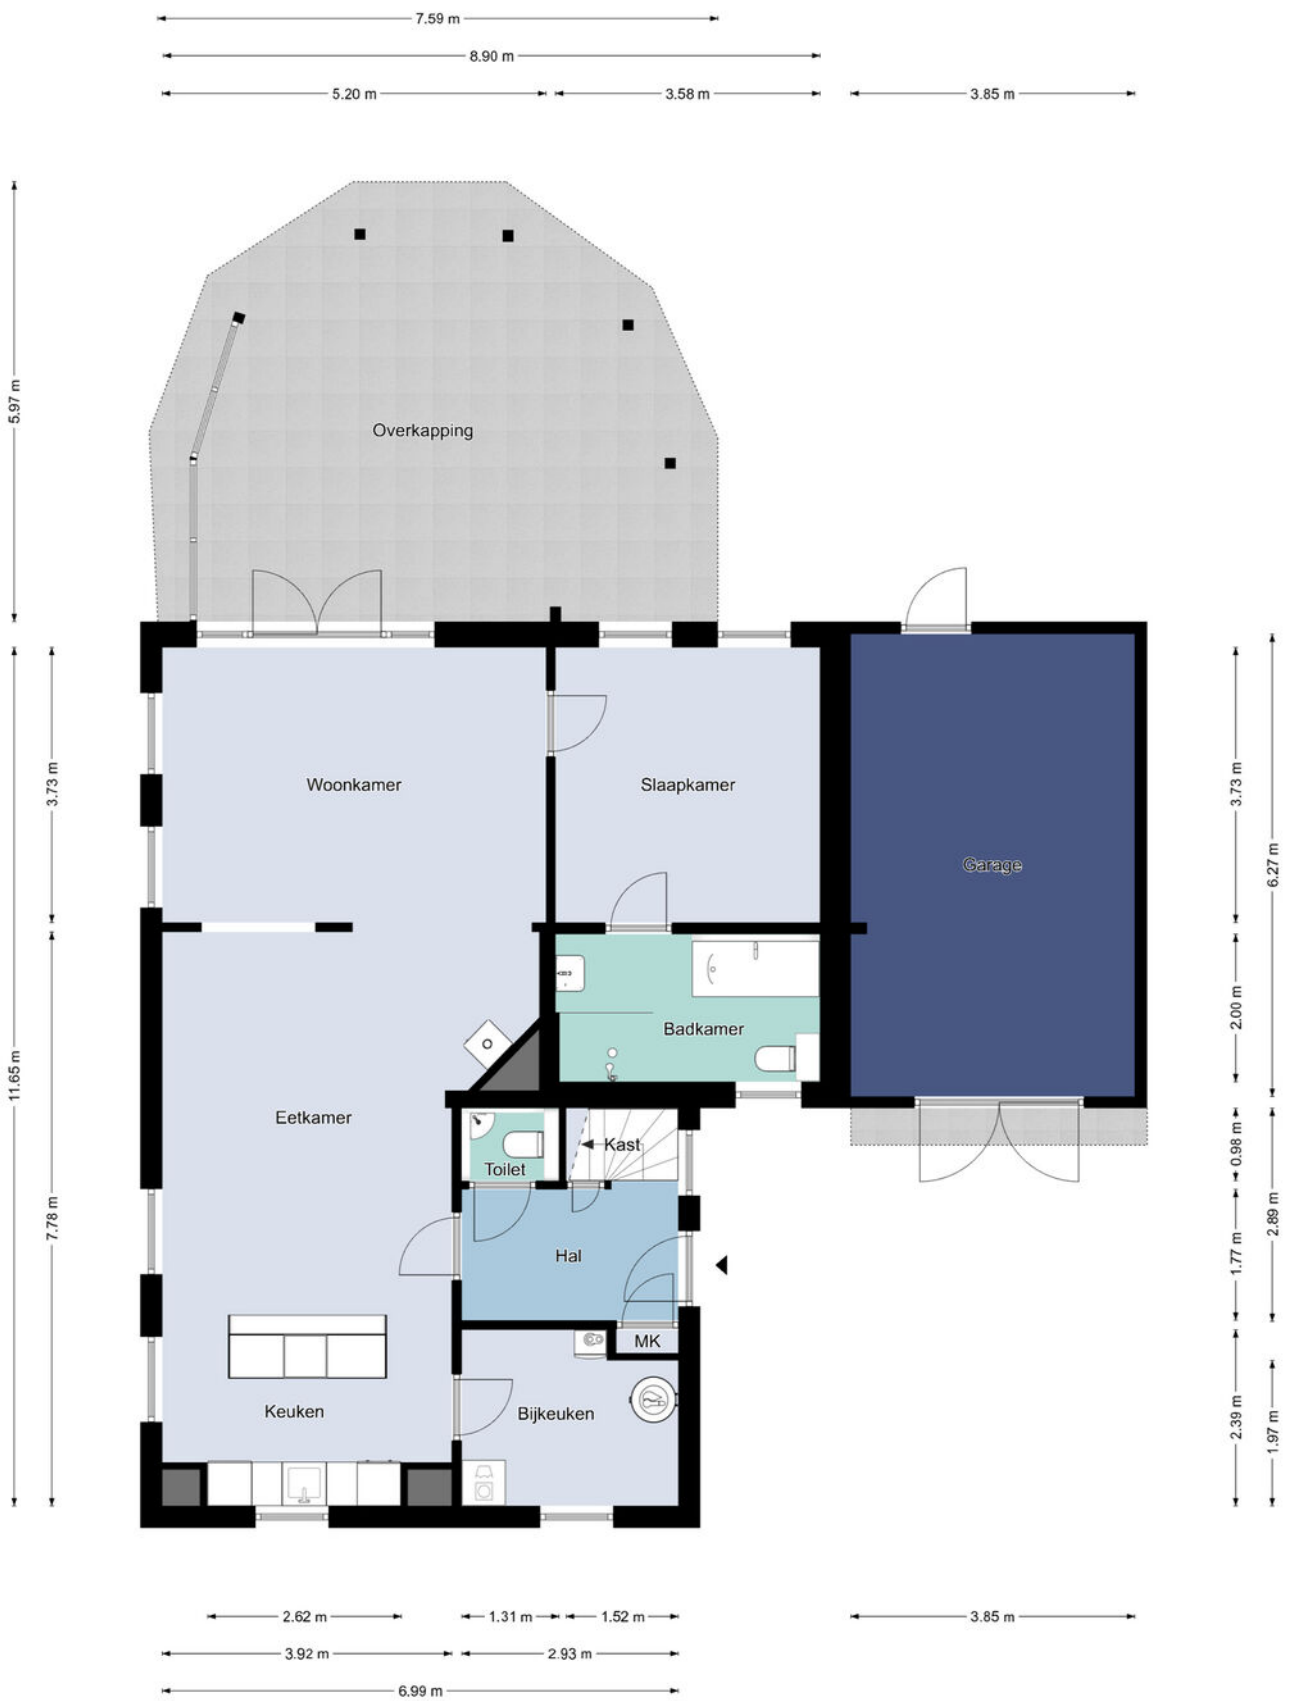 7.59 m
8.90 m
5.20 m
3.58 m
3.85 m
5.97 m
Overkapping
Woonkamer
Slaapkamer
Garage
3.73 m
3.73 m
6.27 m
11.65 m
2.00 m
Badkamer
Eetkamer
Kast
Toilet
0.98 m
7.78 m
Hal
1.77 m
2.89 m
MK
Keuken
Bijkeuken
2.39 m
1.97 m
2.62 m
1.31 m
1.52 m
3.85 m
3.92 m
2.93 m
6.99 m